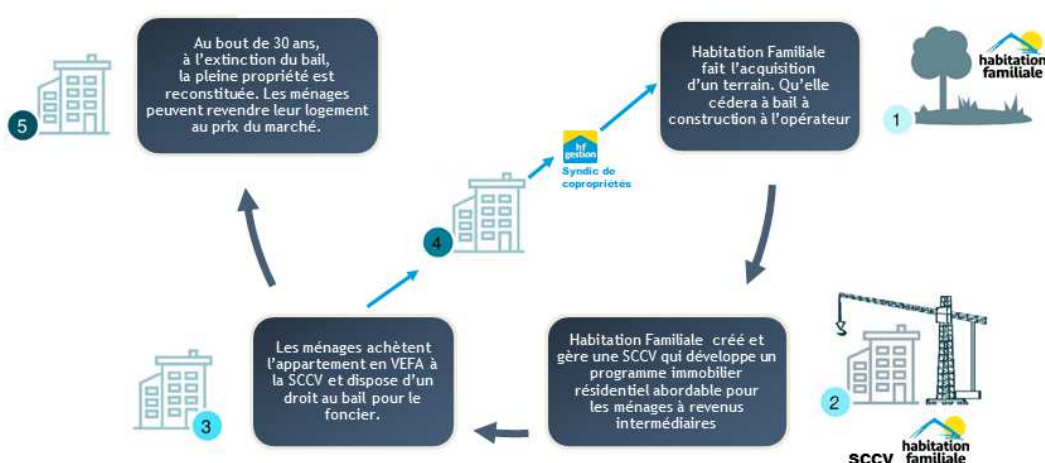 Au bout de 30 ans,
à l'extinction du bail,
la pleine propriété est
reconstituée. Les ménages
peuvent revendre leur logement
au prix du marché.
5
Habitation Familiale
fait l'acquisition
d'un terrain. Qu'elle
cédera à bail à
construction à l'opérateur
habitation
familiale
1
hf
gestion
Syndic de
copropriétés
4
Les ménages achètent
l'appartement en VEFA à
la SCCV et dispose d'un
droit au bail pour le
foncier.
3
Habitation Familiale créé et
gère une SCCV qui développe un
programme immobilier
résidentiel abordable pour
les ménages à revenus
intermédiaires
2
SCCV habitation
familiale